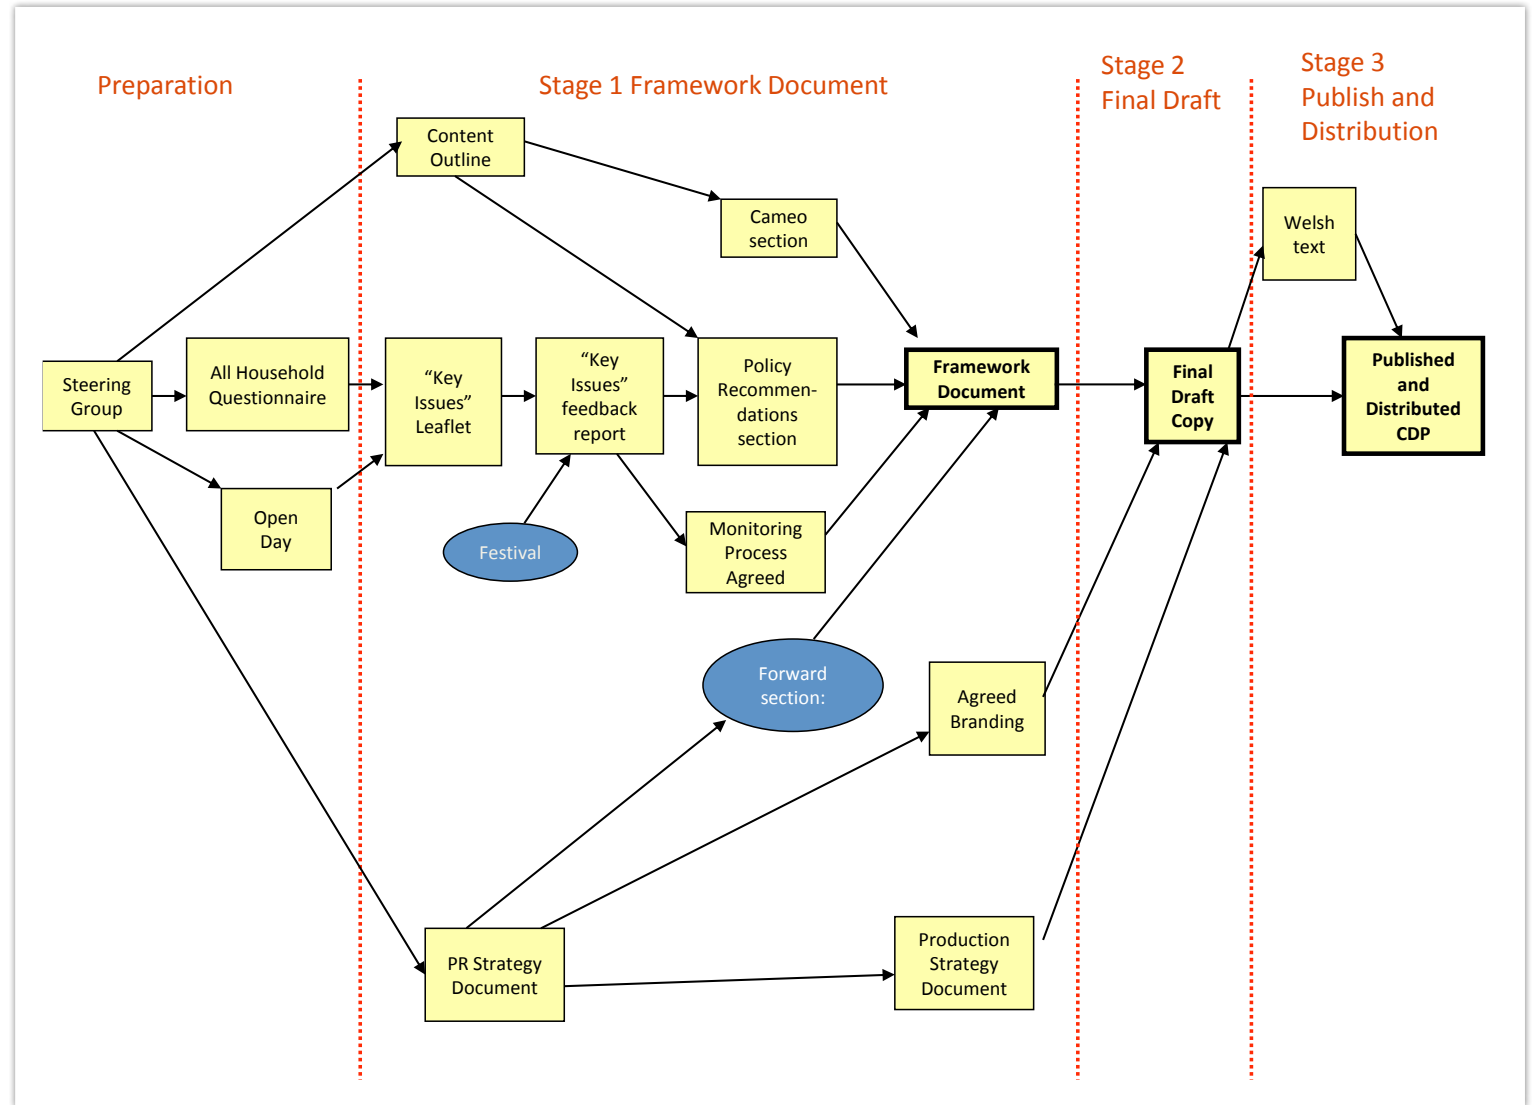 Preparation
Stage 1 Framework Document
Stage 2
Final Draft
Stage 3
Publish and
Distribution
Content
Outline
Cameo
section
Welsh
text
Steering
Group
All Household
Questionnaire
“Key
Issues”
Leaflet
“Key
Issues”
feedback
report
Policy
Recommen-
dations
section
Framework
Document
Final
Draft
Copy
Published
and
Distributed
CDP
Open
Day
Festival
Monitoring
Process
Agreed
Forward
section:
Agreed
Branding
PR Strategy
Document
Production
Strategy
Document